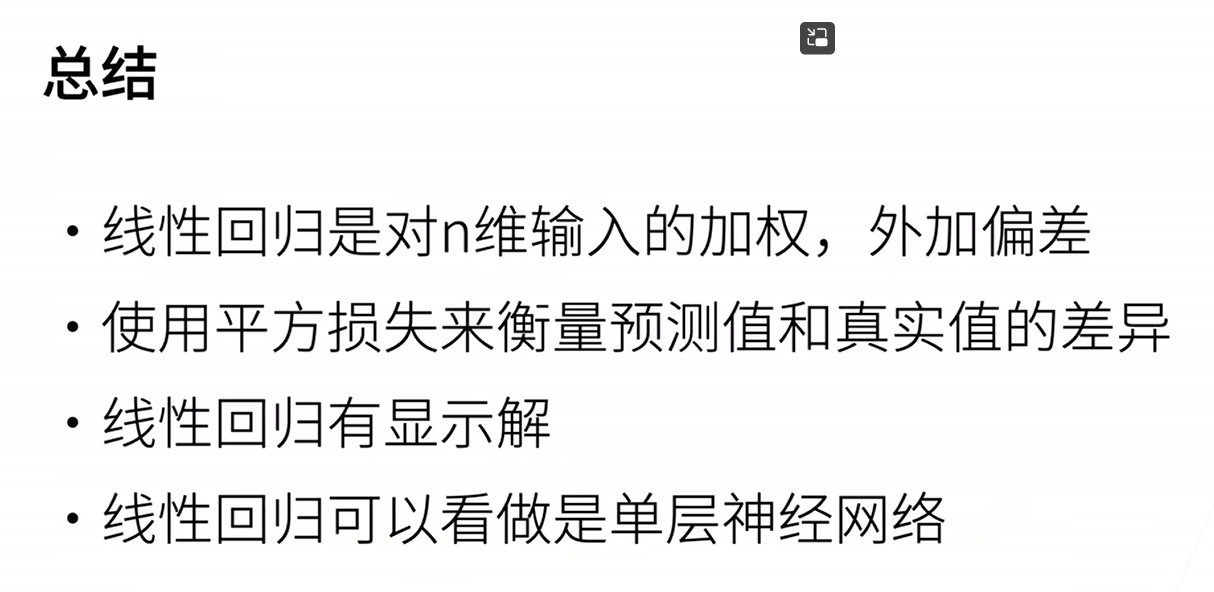 总结
• 线性回归是对n维输入的加权，外加偏差
• 使用平方损失来衡量预测值和真实值的差异
• 线性回归有显示解
• 线性回归可以看做是单层神经网络